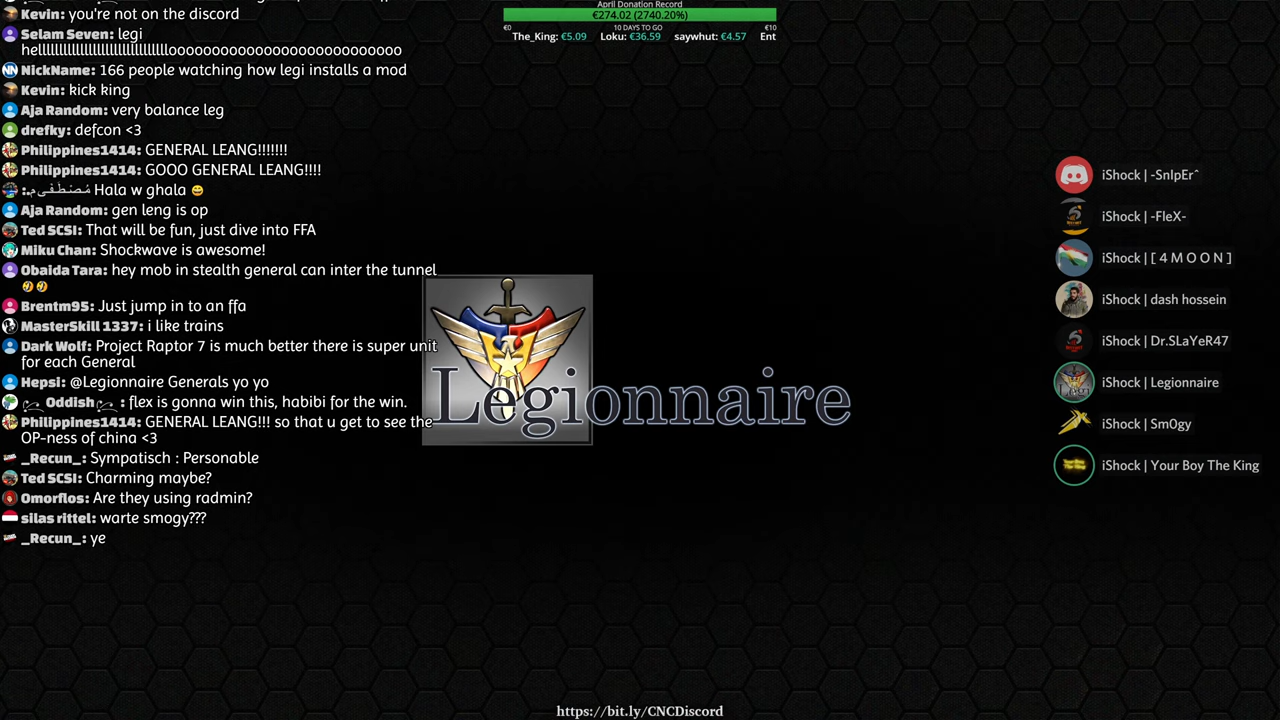 Kevin: you're not on the discord
Selam Seven: legi
helllllllllllllllllllllllllllllllloooooooooooooooooooooooooo
NickName: 166 people watching how legi installs a mod
Kevin: kick king
Aja Random: very balance leg
drefky: defcon <3
Philippines1414: GENERAL LEANG!!!!!!!
Philippines1414: GOOO GENERAL LEANG!!!!
Hala w ghala 😄
Aja Random: gen leng is op
Ted SCSI: That will be fun, just dive into FFA
Miku Chan: Shockwave is awesome!
Obaida Tara: hey mob in stealth general can inter the tunnel
🤣🤣
Brentm95: Just jump in to an ffa
MasterSkill 1337: i like trains
Dark Wolf: Project Raptor 7 is much better there is super unit
for each General
Hepsi: @Legionnaire Generals yo yo
Oddish : flex is gonna win this, habibi for the win.
Philippines1414: GENERAL LEANG!!! so that u get to see the
OP-ness of china <3
_Recun_: Sympatisch : Personable
Ted SCSI: Charming maybe?
Omorflos: Are they using radmin?
silas rittel: warte smogy???
_Recun_: ye
April Donation Record
€274.02 (2740.20%)
€0 10 DAYS TO GO €10
The_King: €5.09 Loku: €36.59 saywhut: €4.57 Ent
Legionnaire
iShock | -SnIpEr^
iShock | -FleX-
iShock | [ 4 M O O N ]
iShock | dash hossein
iShock | Dr.SLaYeR47
iShock | Legionnaire
iShock | Sm0gy
iShock | Your Boy The King
https://bit.ly/CNCDiscord